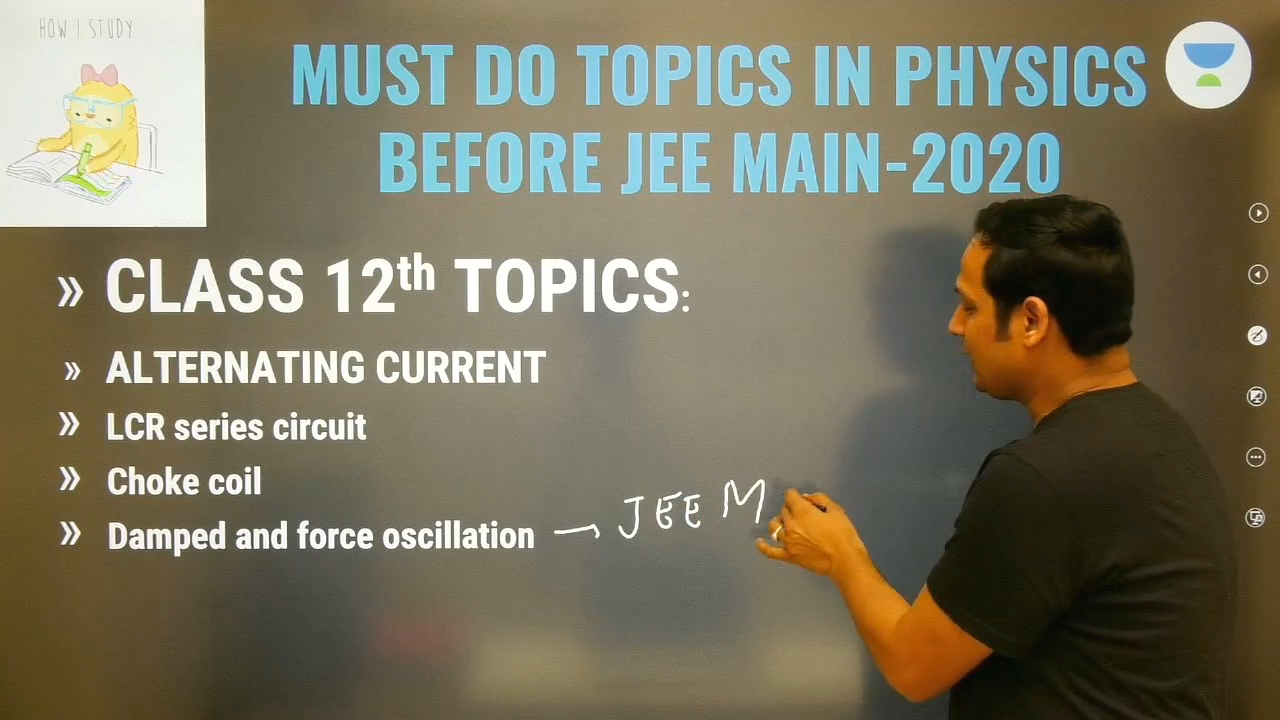 HOW I STUDY
MUST DO TOPICS IN PHYSICS
BEFORE JEE MAIN-2020
» CLASS 12th TOPICS:
» ALTERNATING CURRENT
» LCR series circuit
» Choke coil
» Damped and force oscillation → JEE M